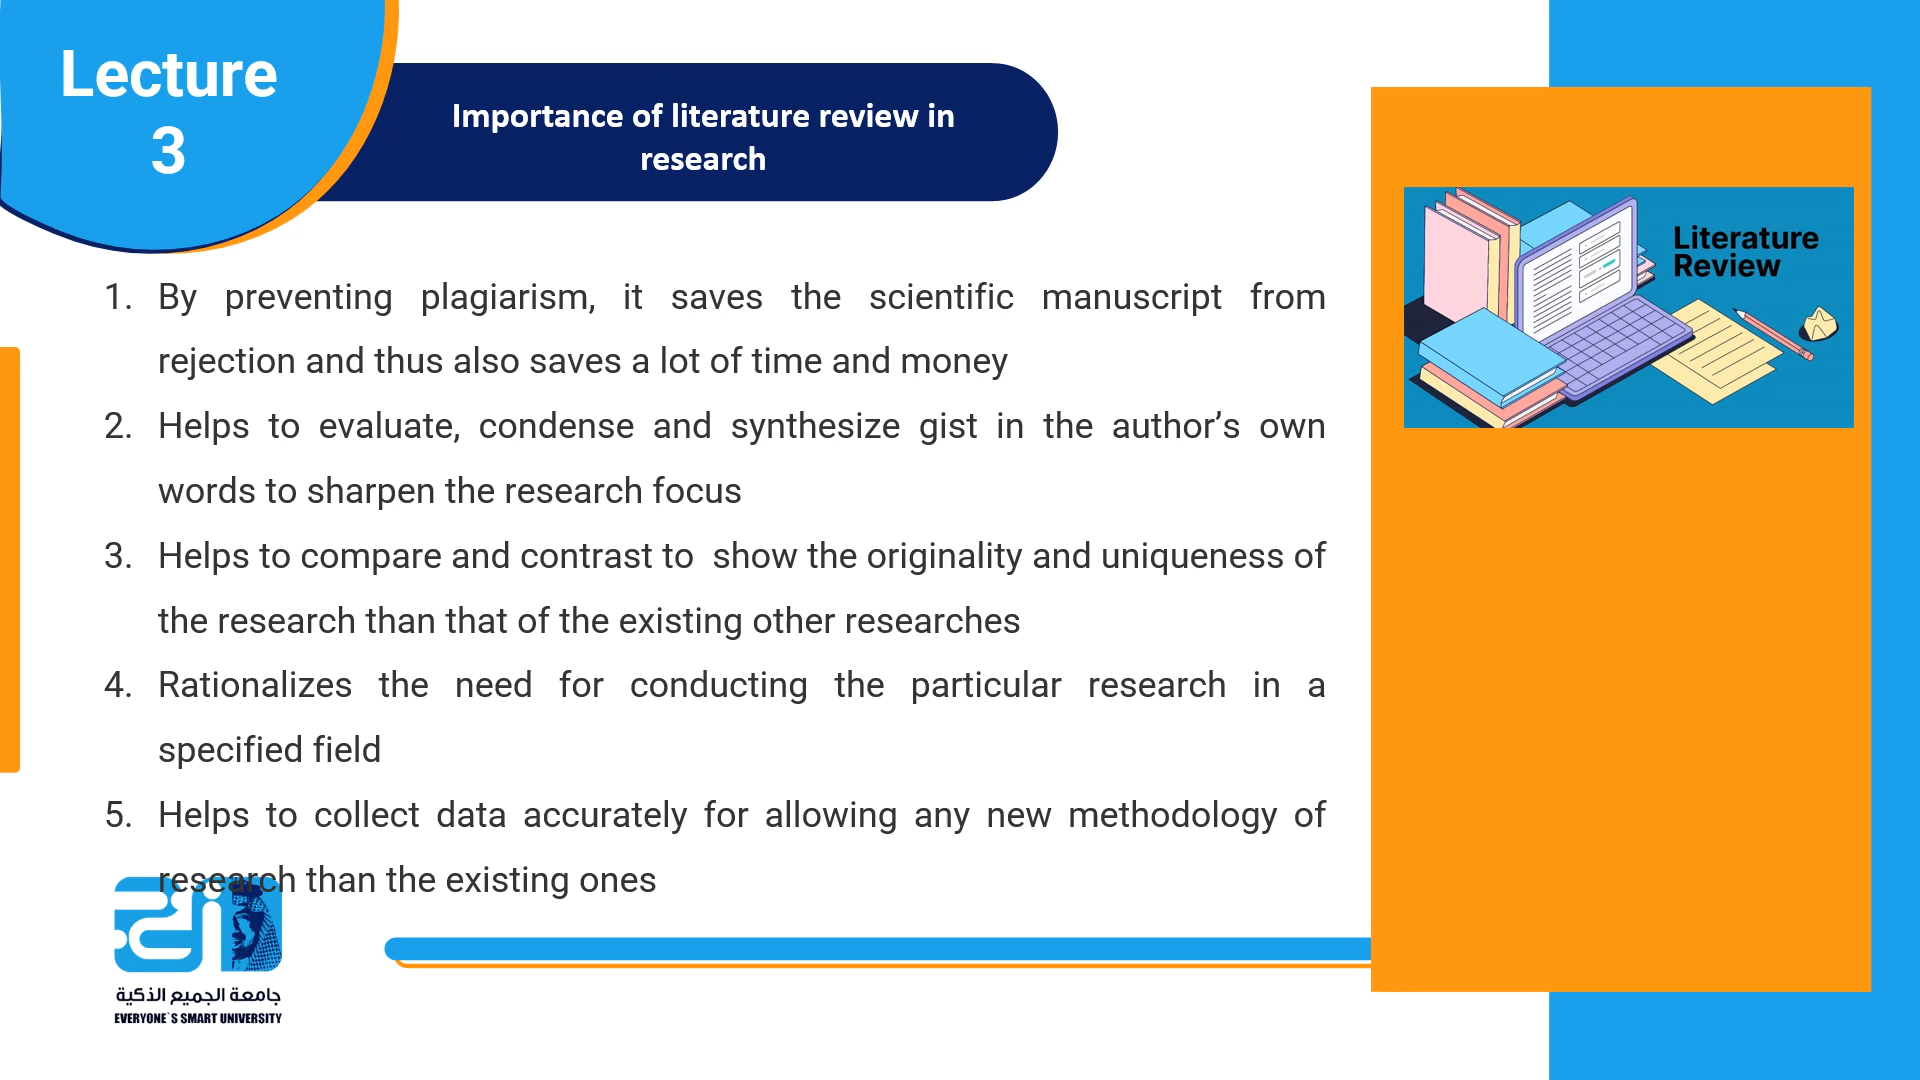 Lecture
3
Importance of literature review in
research
Literature
Review
1. By preventing plagiarism, it saves the scientific manuscript from
rejection and thus also saves a lot of time and money
2. Helps to evaluate, condense and synthesize gist in the author’s own
words to sharpen the research focus
3. Helps to compare and contrast to  show the originality and uniqueness of
the research than that of the existing other researches
4. Rationalizes the need for conducting the particular research in a
specified field
5. Helps to collect data accurately for allowing any new methodology of
research than the existing ones
جامعة الجميع الذكية
EVERYONE`S SMART UNIVERSITY